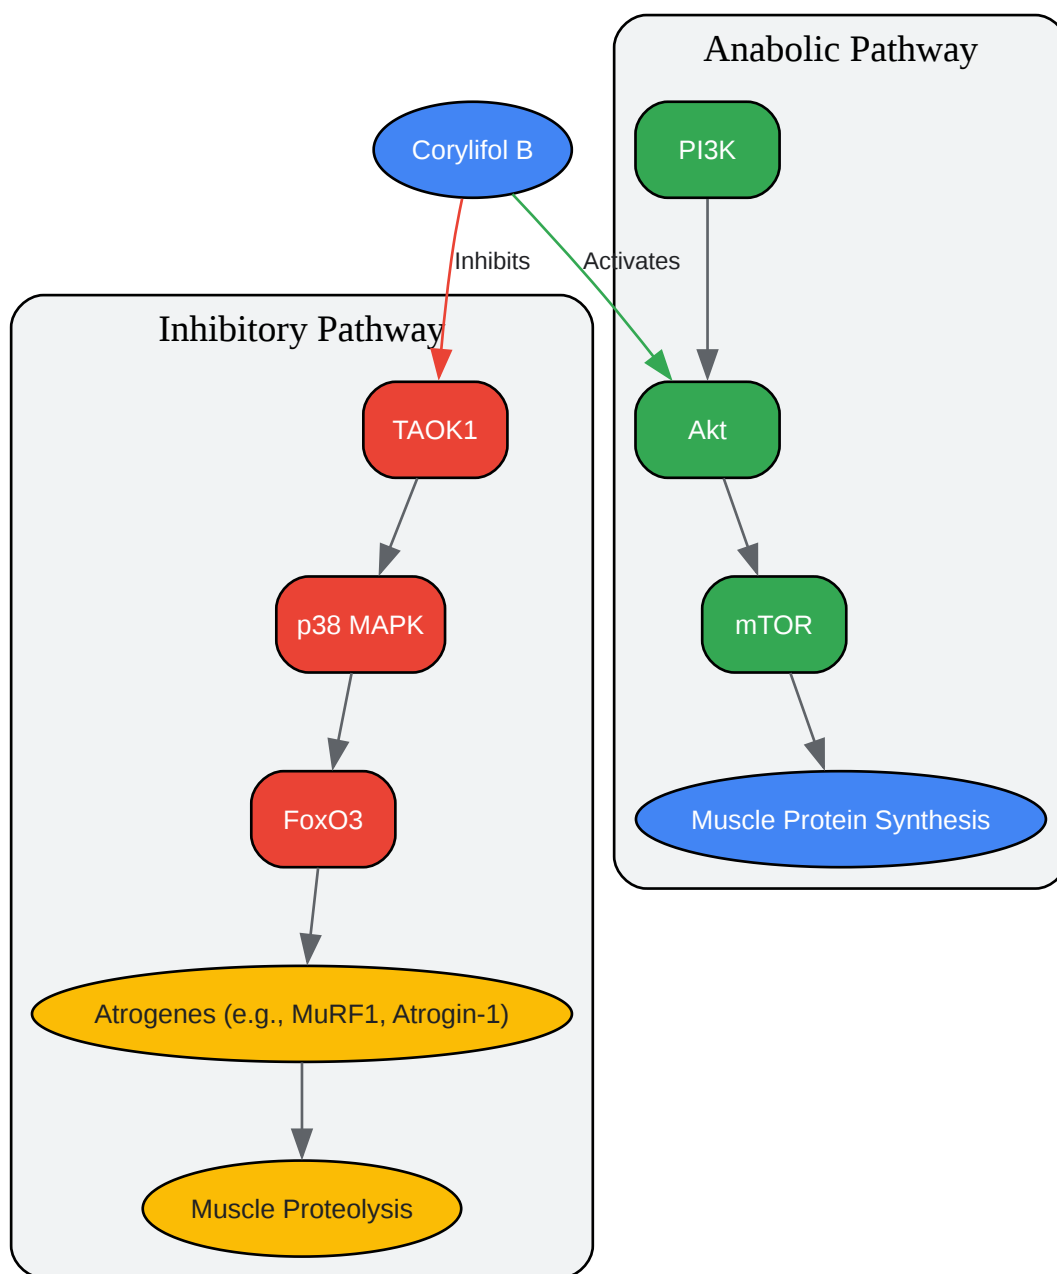 Anabolic Pathway
Corylifol B
PI3K
Inhibits
Activates
Inhibitory Pathway
TAOK1
Akt
p38 MAPK
mTOR
FoxO3
Muscle Protein Synthesis
Atrogenes (e.g., MuRF1, Atrogin-1)
Muscle Proteolysis